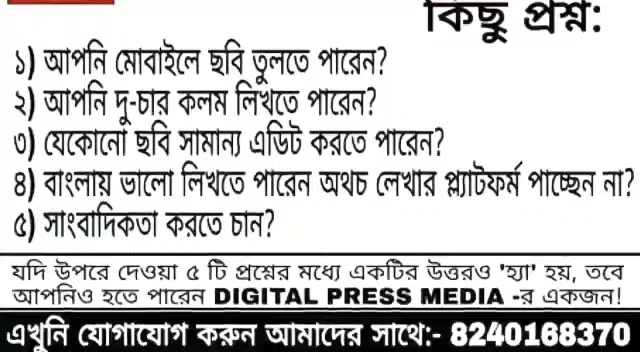 কিছু প্রশ্ন:
১) আপনি মোবাইলে ছবি তুলতে পারেন?
২) আপনি দু-চার কলম লিখতে পারেন?
৩) যেকোনো ছবি সামান্য এডিট করতে পারেন?
৪) বাংলায় ভালো লিখতে পারেন অথচ লেখার প্ল্যাটফর্ম পাচ্ছেন না?
৫) সাংবাদিকতা করতে চান?
যদি উপরে দেওয়া ৫ টি প্রশ্নের মধ্যে একটির উত্তরও 'হ্যা' হয়, তবে
আপনিও হতে পারেন DIGITAL PRESS MEDIA -র একজন!
এখুনি যোগাযোগ করুন আমাদের সাথে:- 8240168370